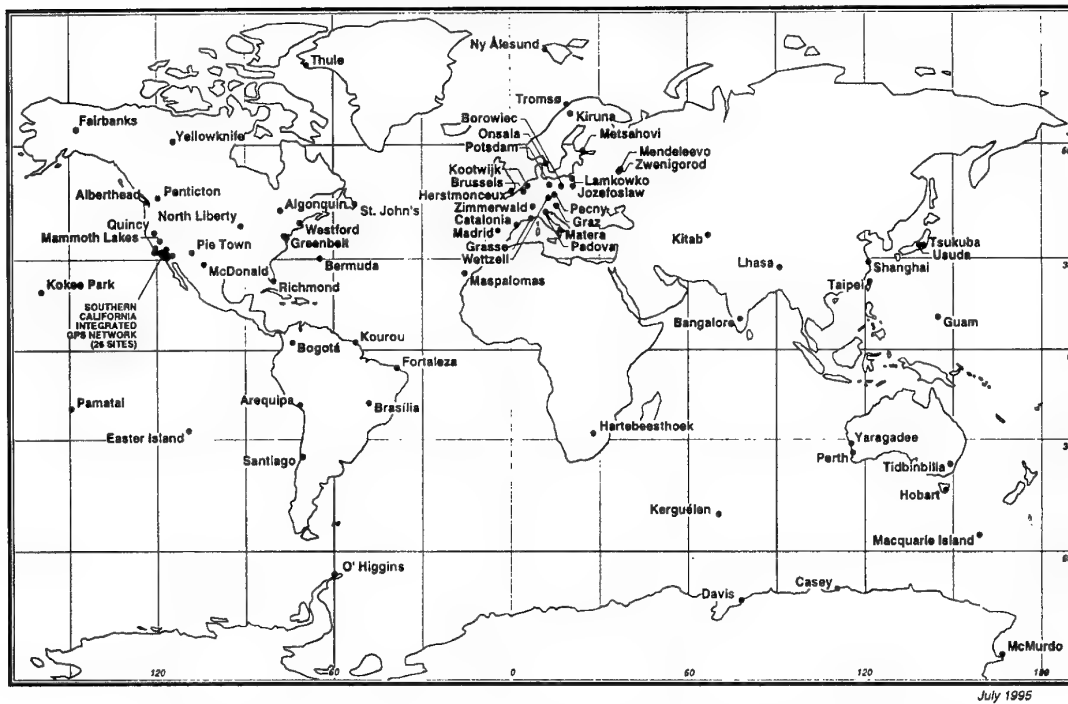 Ny Ålesund
Thule
Tromsø
Borowiec
Kiruna
Fairbanks
Onsala
Metsahovi
Yellowknife
Potsdam
Mendeleevo
Zwenigorod
Kootwijk
Brussels
Lamkowko
Alberthead
Penticton
Herstmonceux
Jozefoslaw
Algonquin
St. John's
North Liberty
Zimmerwald
Pecny
Quincy
Westford
Catalonia
Graz
Mammoth Lakes
Greenbelt
Madrid
Matera
Pie Town
Grasse
Padova
Kitab
Tsukuba
Usuda
Bermuda
Wettzell
Lhasa
Shanghai
McDonald
Maspalomas
Taipei
Kokee Park
Richmond
SOUTHERN
CALIFORNIA
INTEGRATED
GPS NETWORK
(26 SITES)
Bangalore
Guam
Kourou
Bogotá
Fortaleza
Pamatai
Arequipa
Brasília
Easter Island
Hartebeesthoek
Yaragadee
Santiago
Perth
Tidbinbilla
Hobart
Kerguelen
Macquarie Island
O' Higgins
Davis
Casey
McMurdo
120
60
0
60
120
July 1995